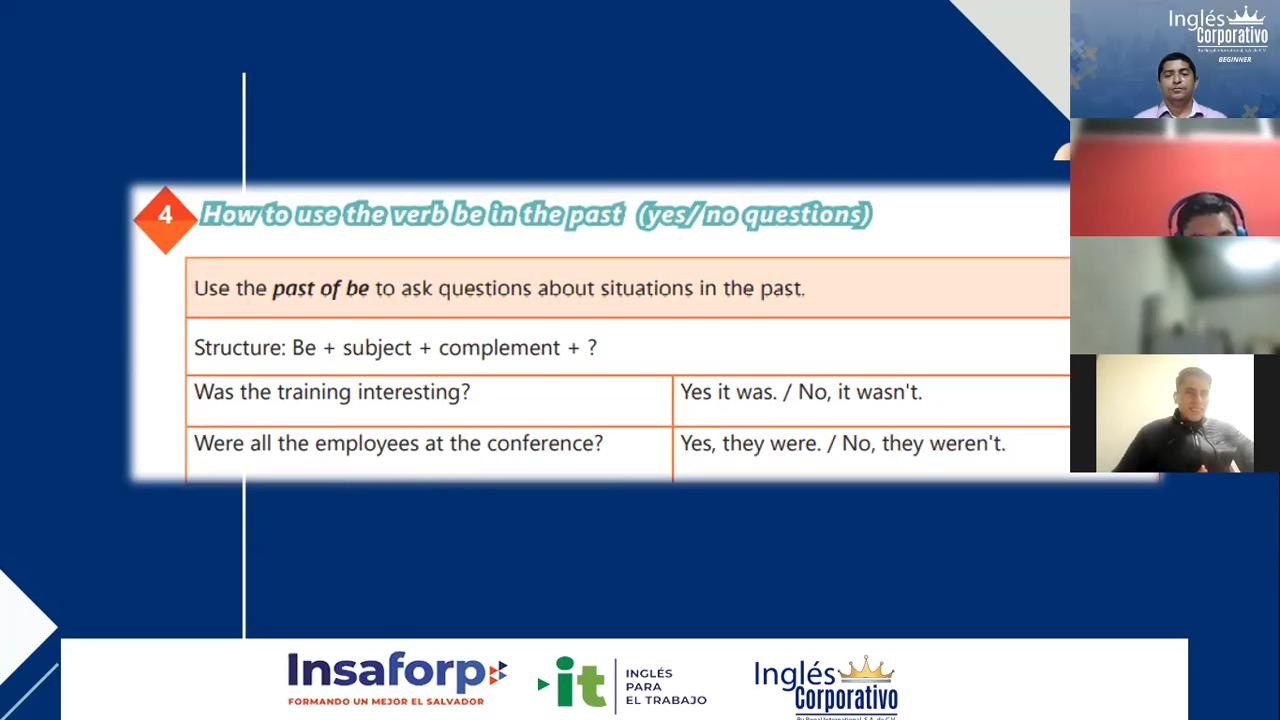 Inglés
Corporativo
BEGINNER
4
How to use the verb be in the past (yes/no questions)
Use the past of be to ask questions about situations in the past.
Structure: Be + subject + complement + ?
Was the training interesting?
Yes it was. / No, it wasn't.
Were all the employees at the conference?
Yes, they were. / No, they weren't.
Insaforp
FORMANDO UN MEJOR EL SALVADOR
it
INGLÉS
PARA
EL TRABAJO
Inglés
Corporativo